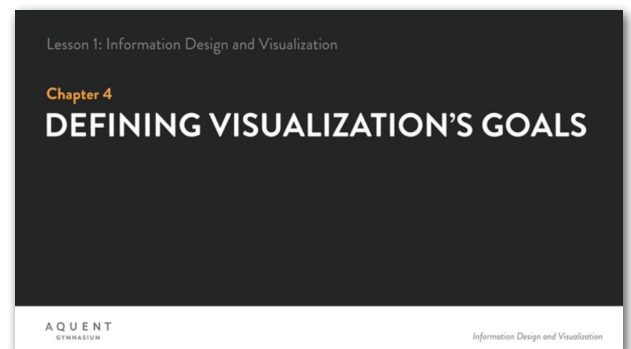 Lesson 1: Information Design and Visualization
Chapter 4
DEFINING VISUALIZATION'S GOALS
AQUENT
GYMNASIUM
Information Design and Visualization